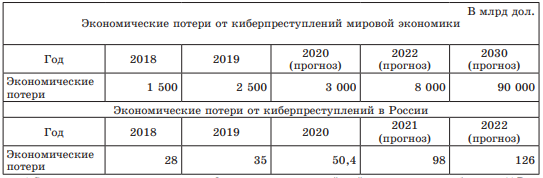 В млрд дол.
Экономические потери от киберпреступлений мировой экономики
Год 2018 2019 2020 (прогноз) 2022 (прогноз) 2030 (прогноз)
Экономические потери 1 500 2 500 3 000 8 000 90 000
Экономические потери от киберпреступлений в России
Год 2018 2019 2020 2021 (прогноз) 2022 (прогноз)
Экономические потери 28 35 50,4 98 126